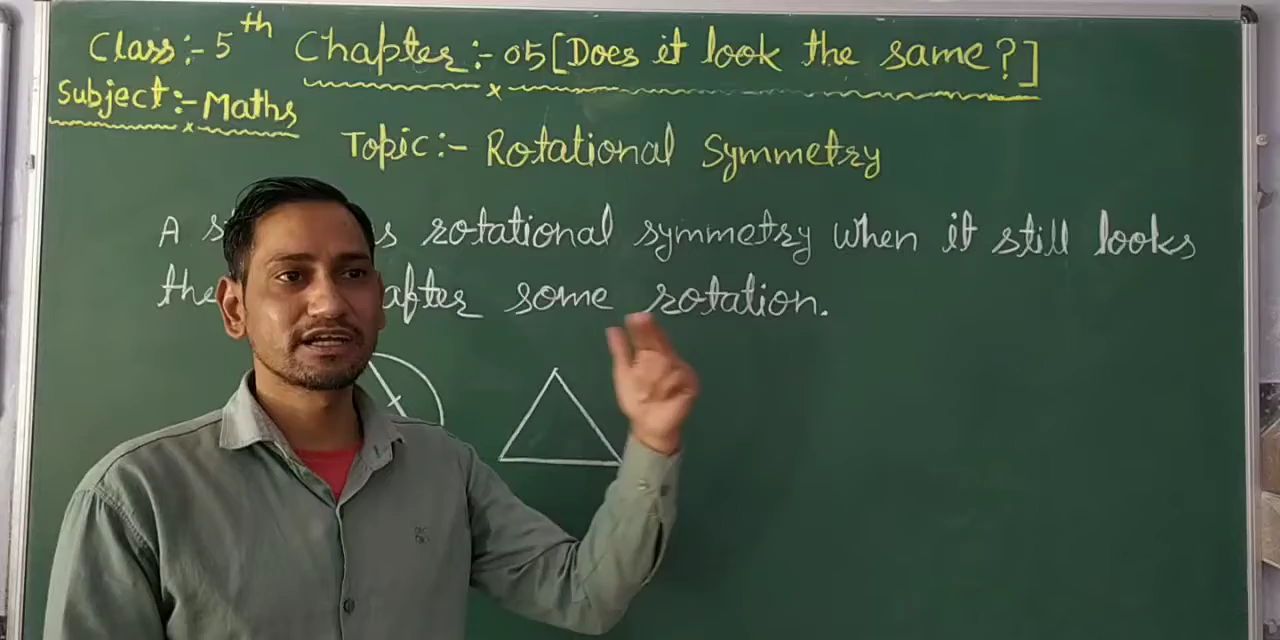 Class:- 5th Chapter:- 05 [Does it look the same?]
Subject:- Maths
Topic:- Rotational Symmetry
A rotational symmetry when it still looks
the after some rotation.